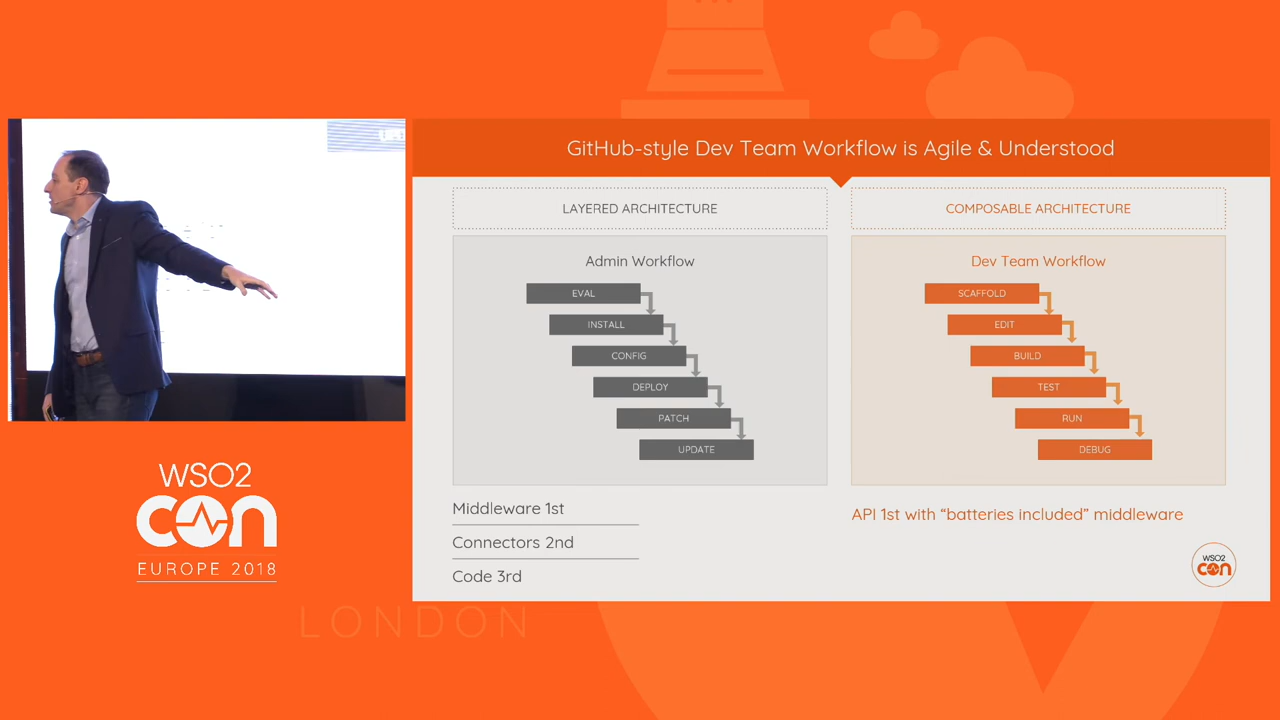 GitHub-style Dev Team Workflow is Agile & Understood
LAYERED ARCHITECTURE
Admin Workflow
EVAL
INSTALL
CONFIG
DEPLOY
PATCH
UPDATE
Middleware 1st
Connectors 2nd
Code 3rd
COMPOSABLE ARCHITECTURE
Dev Team Workflow
SCAFFOLD
EDIT
BUILD
TEST
RUN
DEBUG
API 1st with “batteries included” middleware
WSO2
con
WSO2
con
EUROPE 2018
LONDON